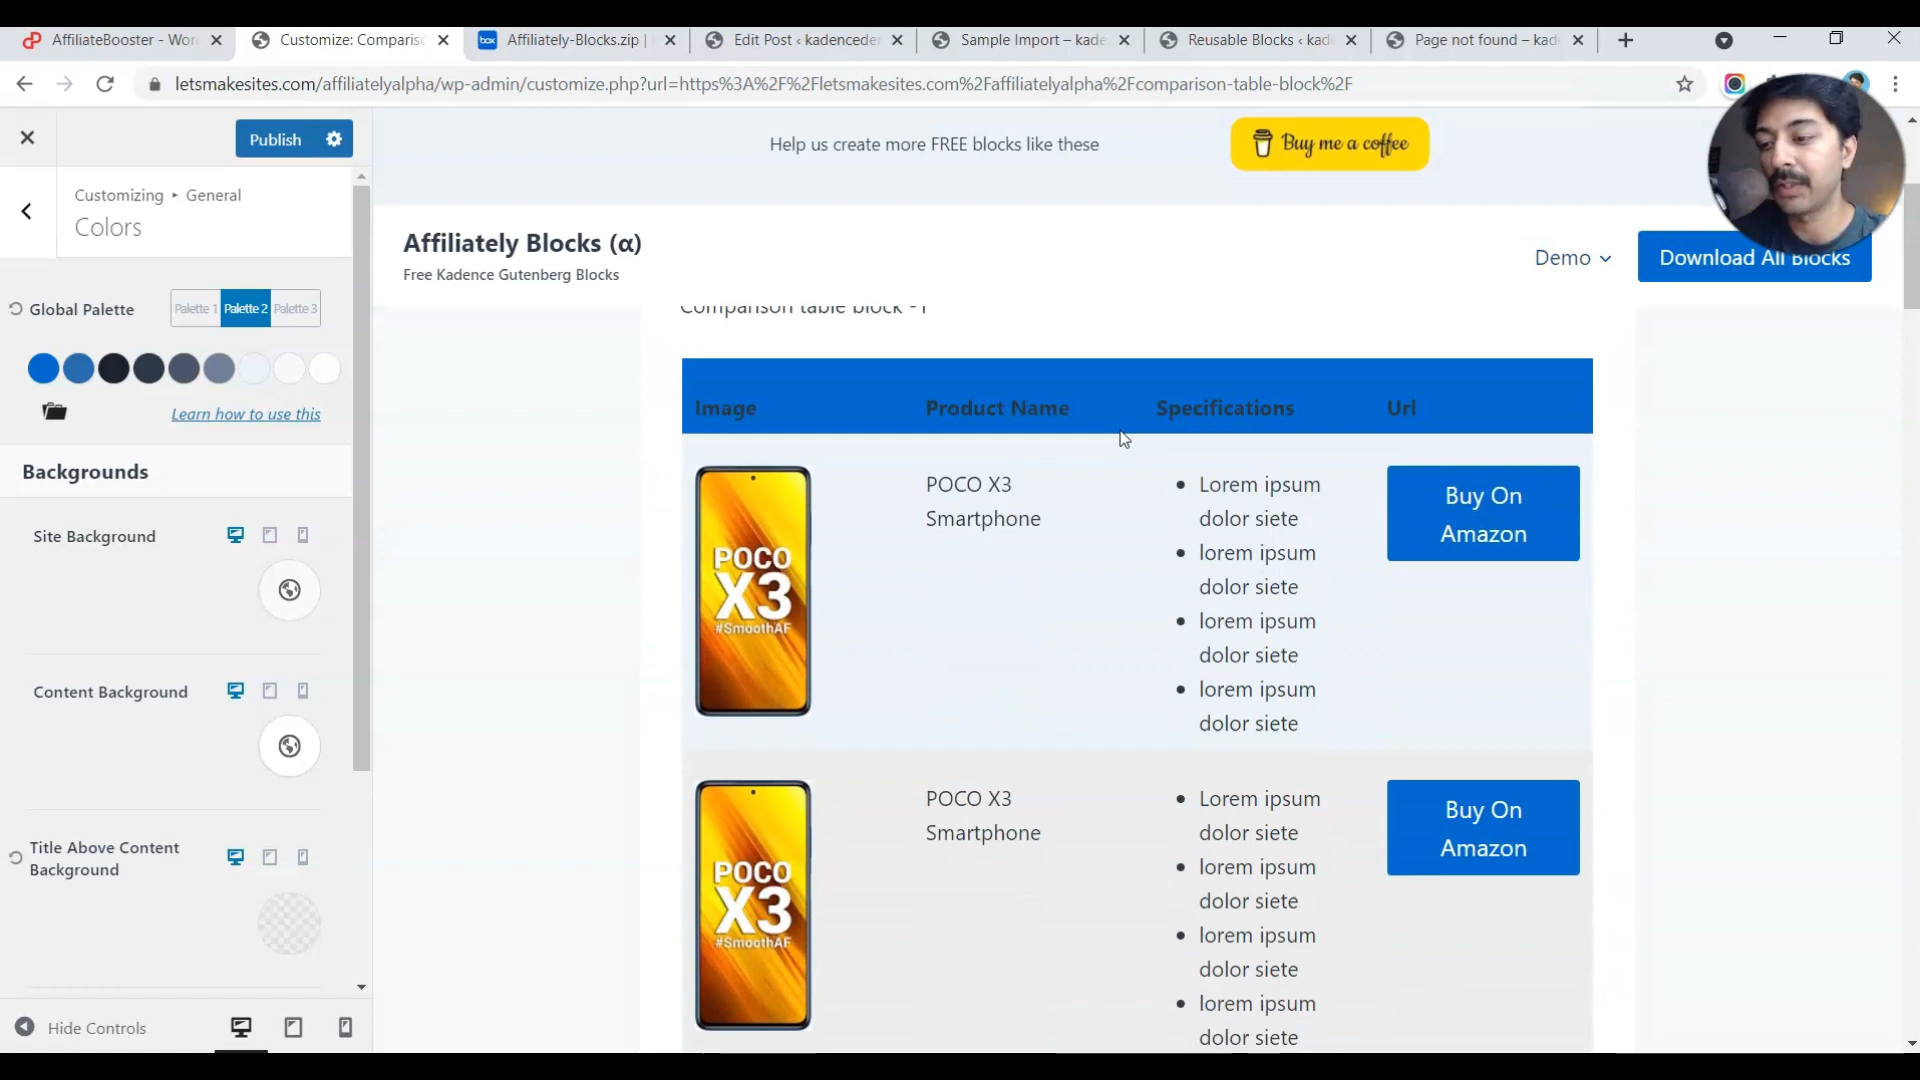 AffiliateBooster - Wor
Customize: Comparis
box
Affiliately-Blocks.zip |
Edit Post ‹ kadenceder
Sample Import – kade
Reusable Blocks ‹ kad
Page not found – kad
letsmakesites.com/affiliatelyalpha/wp-admin/customize.php?url=https%3A%2F%2Fletsmakesites.com%2Faffiliatelyalpha%2Fcomparison-table-block%2F
Publish
Customizing ▸ General
Colors
Global Palette
Palette 1 Palette 2 Palette 3
Learn how to use this
Backgrounds
Site Background
Content Background
Title Above Content
Background
Hide Controls
Help us create more FREE blocks like these
Buy me a coffee
Affiliately Blocks (α)
Free Kadence Gutenberg Blocks
Demo
Download All Blocks
Comparison table block -1
Image Product Name Specifications Url
POCO
X3
#SmoothAF
POCO X3
Smartphone
Lorem ipsum
dolor siete
lorem ipsum
dolor siete
lorem ipsum
dolor siete
lorem ipsum
dolor siete
Buy On
Amazon
POCO
X3
#SmoothAF
POCO X3
Smartphone
Lorem ipsum
dolor siete
lorem ipsum
dolor siete
lorem ipsum
dolor siete
lorem ipsum
dolor siete
Buy On
Amazon